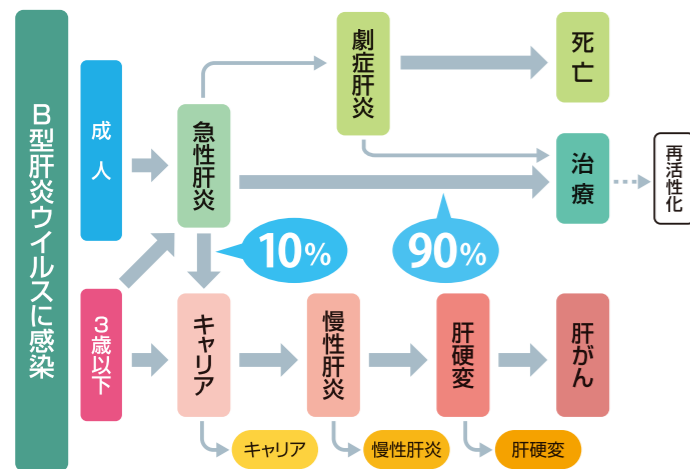 B型肝炎ウイルスに感染
成人
3歳以下
急性肝炎
劇症肝炎
死亡
治療
再活性化
10%
90%
キャリア
慢性肝炎
肝硬変
肝がん
キャリア
慢性肝炎
肝硬変